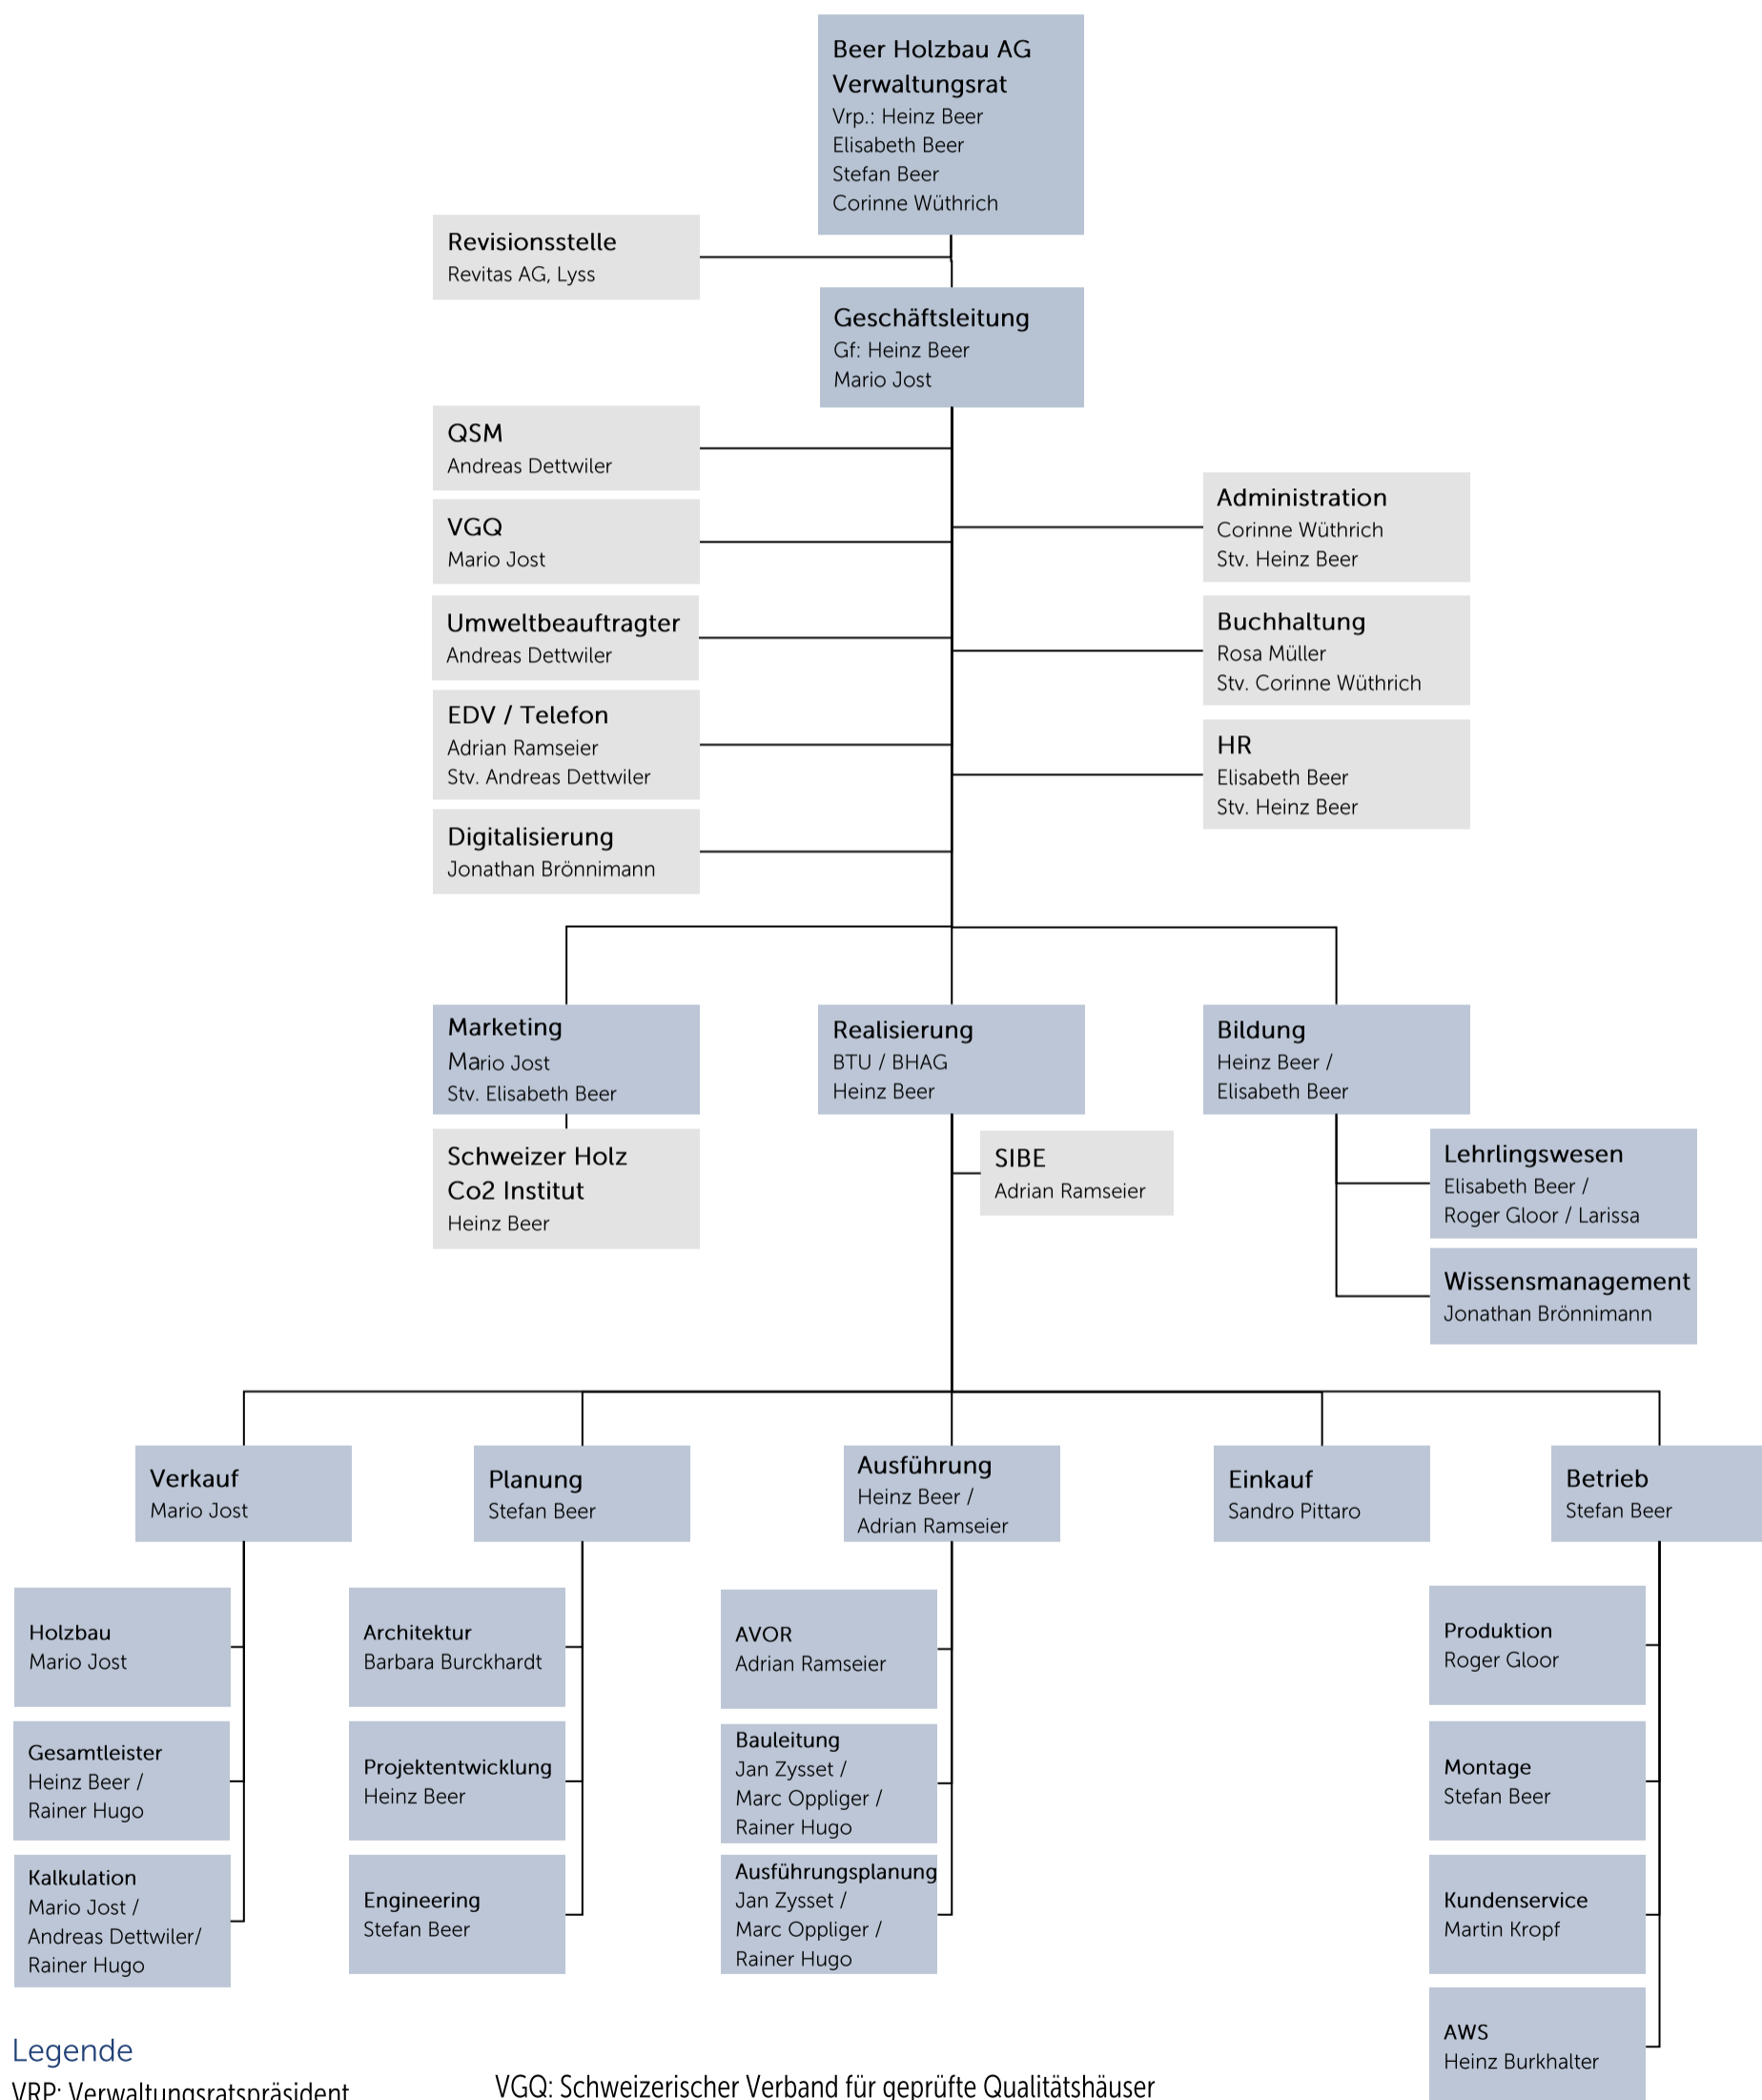 Beer Holzbau AG
Verwaltungsrat
Vrp.: Heinz Beer
Elisabeth Beer
Stefan Beer
Corinne Wüthrich
Revisionsstelle
Revitas AG, Lyss
Geschäftsleitung
Gf: Heinz Beer
Mario Jost
QSM
Andreas Dettwiler
VGQ
Mario Jost
Umweltbeauftragter
Andreas Dettwiler
EDV / Telefon
Adrian Ramseier
Stv. Andreas Dettwiler
Digitalisierung
Jonathan Brönnimann
Administration
Corinne Wüthrich
Stv. Heinz Beer
Buchhaltung
Rosa Müller
Stv. Corinne Wüthrich
HR
Elisabeth Beer
Stv. Heinz Beer
Marketing
Mario Jost
Stv. Elisabeth Beer
Schweizer Holz
Co2 Institut
Heinz Beer
Realisierung
BTU / BHAG
Heinz Beer
SIBE
Adrian Ramseier
Bildung
Heinz Beer /
Elisabeth Beer
Lehrlingswesen
Elisabeth Beer /
Roger Gloor / Larissa
Wissensmanagement
Jonathan Brönnimann
Verkauf
Mario Jost
Holzbau
Mario Jost
Gesamtleister
Heinz Beer /
Rainer Hugo
Kalkulation
Mario Jost /
Andreas Dettwiler/
Rainer Hugo
Planung
Stefan Beer
Architektur
Barbara Burckhardt
Projektentwicklung
Heinz Beer
Engineering
Stefan Beer
Ausführung
Heinz Beer /
Adrian Ramseier
AVOR
Adrian Ramseier
Bauleitung
Jan Zysset /
Marc Oppliger /
Rainer Hugo
Ausführungsplanung
Jan Zysset /
Marc Oppliger /
Rainer Hugo
Einkauf
Sandro Pittaro
Betrieb
Stefan Beer
Produktion
Roger Gloor
Montage
Stefan Beer
Kundenservice
Martin Kropf
AWS
Heinz Burkhalter
Legende
VRP: Verwaltungsratspräsident
VGQ: Schweizerischer Verband für geprüfte Qualitätshäuser